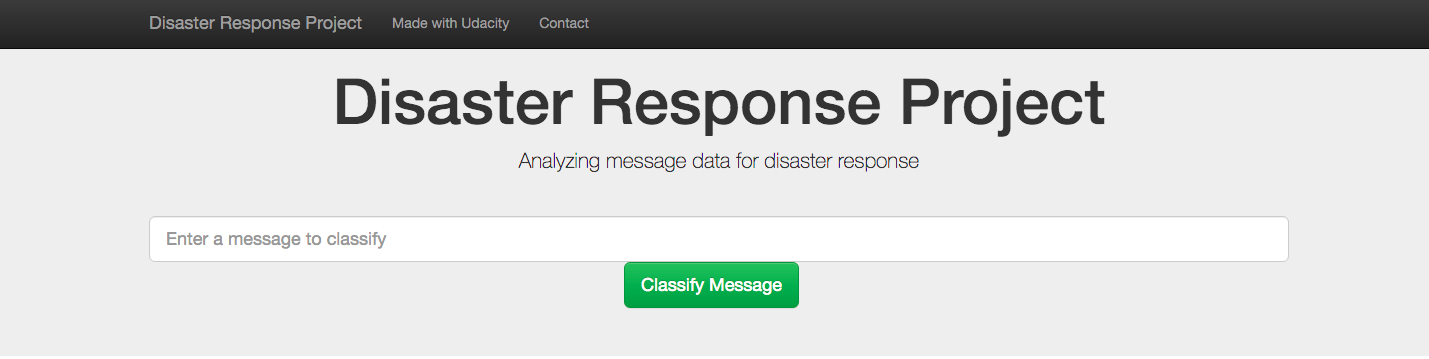 Disaster Response Project Made with Udacity Contact
Disaster Response Project
Analyzing message data for disaster response
Enter a message to classify
Classify Message